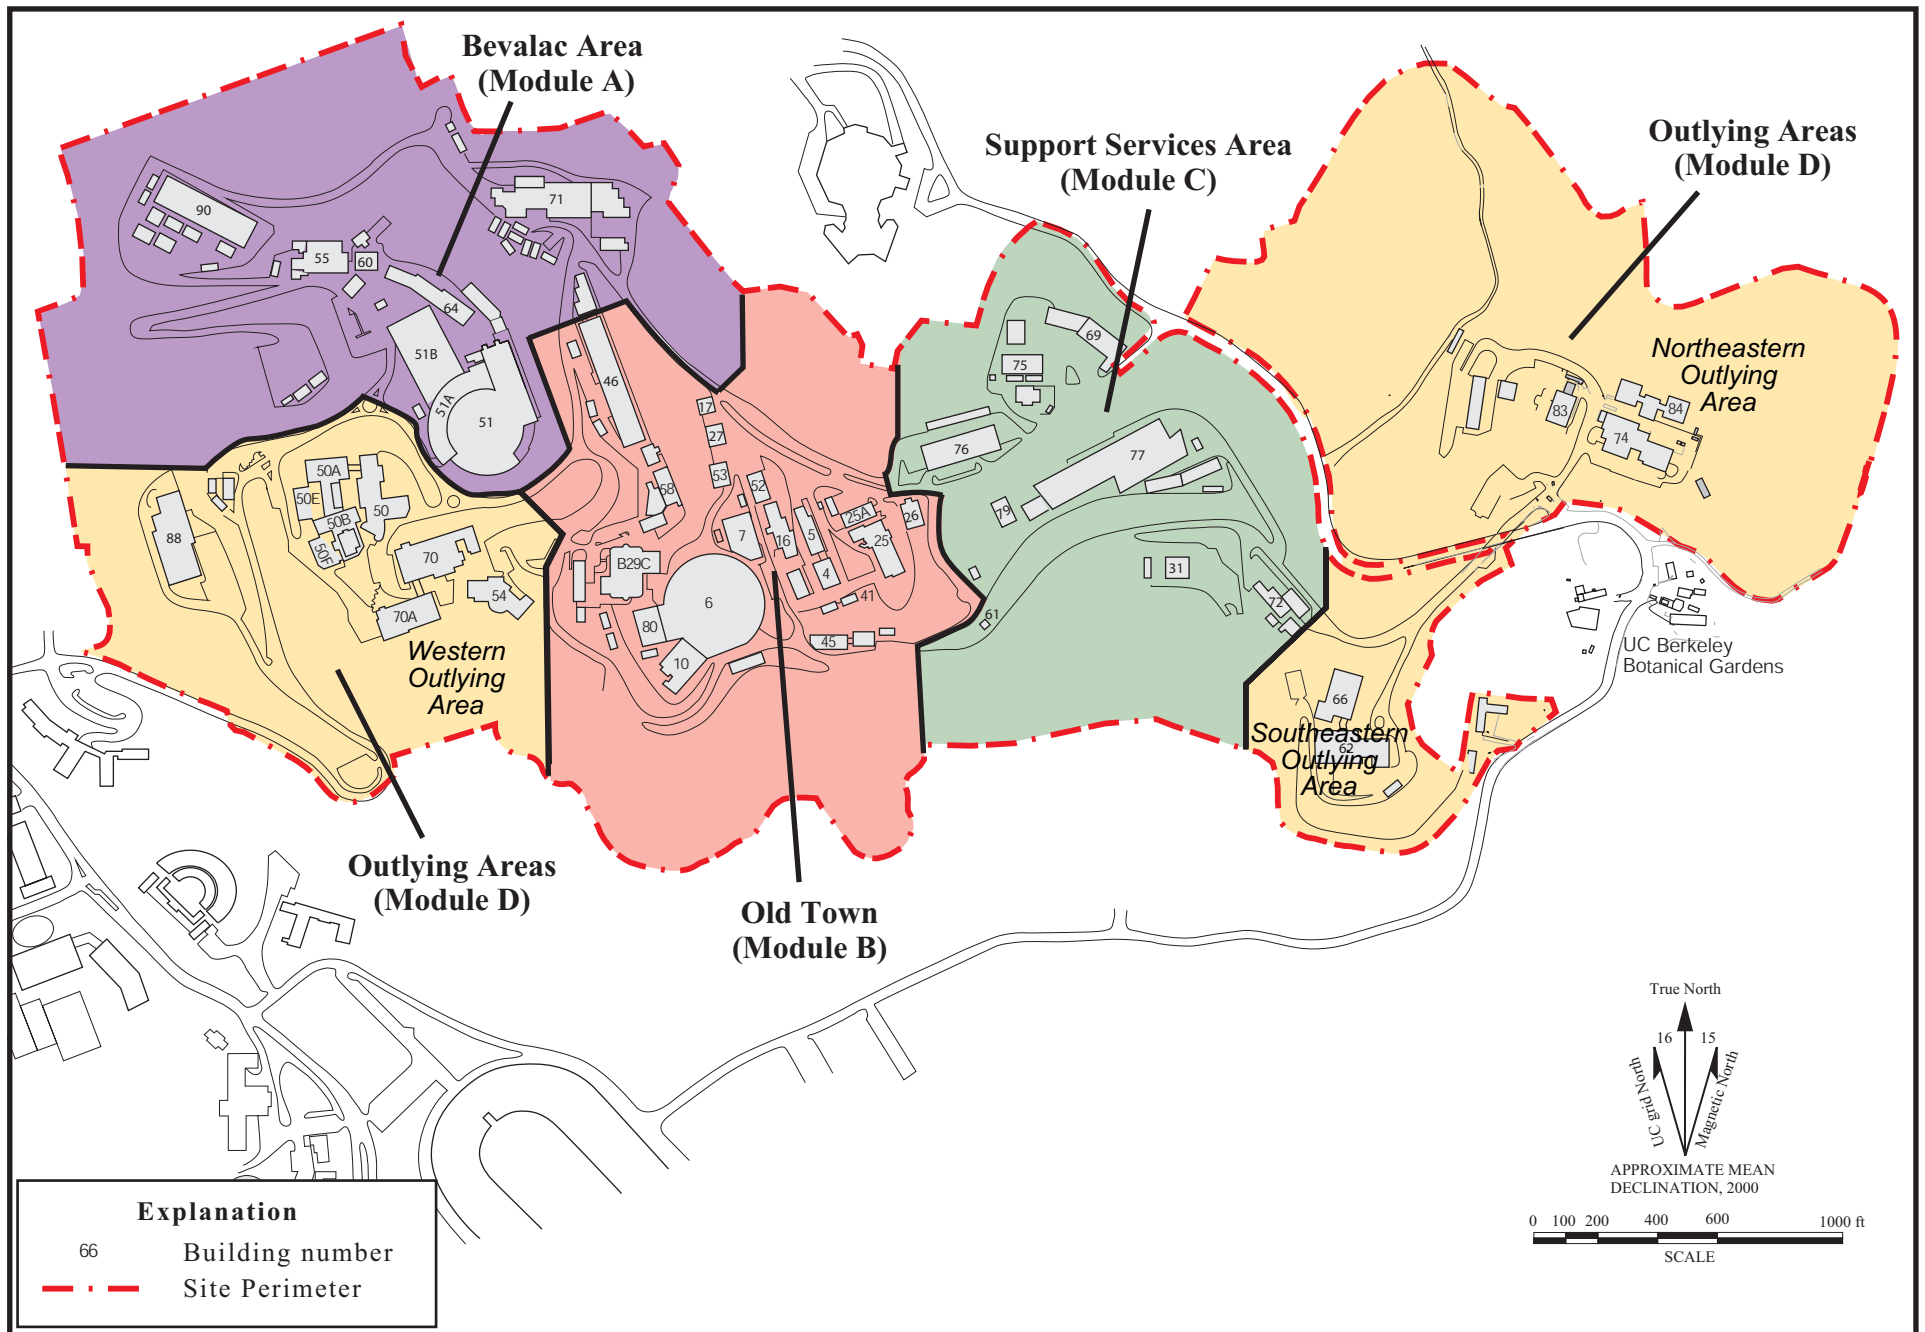 Bevalac Area
(Module A)
Support Services Area
(Module C)
Outlying Areas
(Module D)
90
71
55
60
64
51B
51A
51
69
75
76
77
79
31
72
61
Northeastern
Outlying
Area
83
84
74
46
17
27
53
52
58
7
16
5
25A
25
26
4
41
B29C
6
80
10
45
50A
50E
50
50B
50F
88
70
70A
54
Western
Outlying
Area
66
62
Southeastern
Outlying
Area
UC Berkeley
Botanical Gardens
Outlying Areas
(Module D)
Old Town
(Module B)
True North
16
15
UC grid North
Magnetic North
APPROXIMATE MEAN
DECLINATION, 2000
0 100 200 400 600 1000 ft
SCALE
Explanation
66 Building number
Site Perimeter